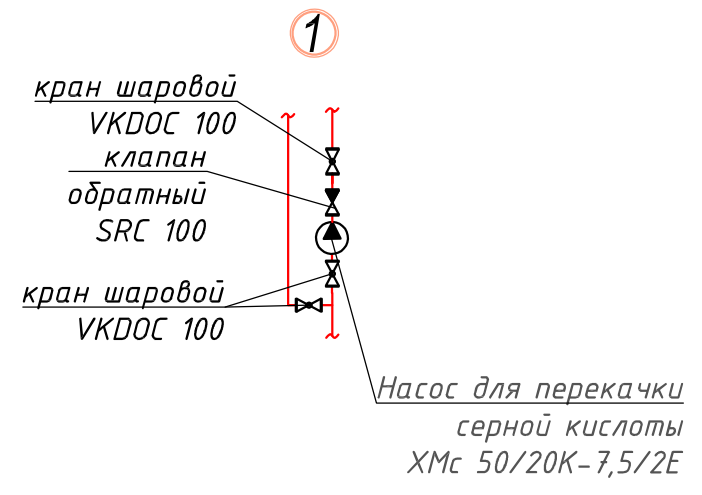 1
кран шаровой
VKDOC 100
клапан
обратный
SRC 100
кран шаровой
VKDOC 100
Насос для перекачки
серной кислоты
ХМс 50/20К-7,5/2Е